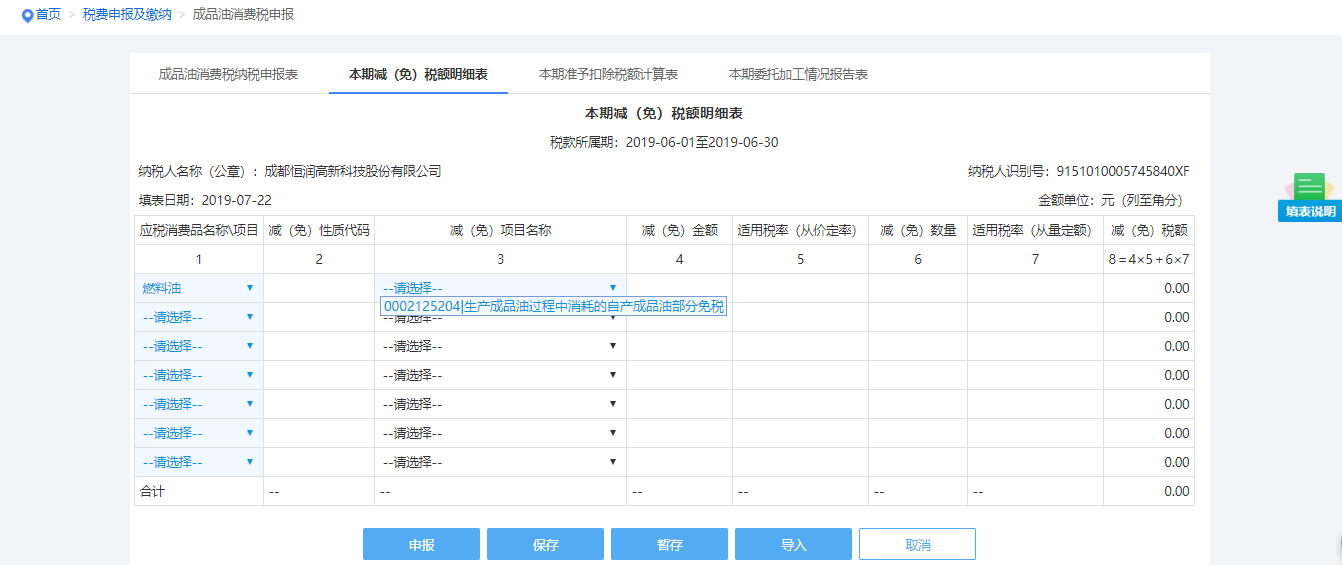 首页 > 税费申报及缴纳 > 成品油消费税申报
成品油消费税纳税申报表 本期减（免）税额明细表 本期准予扣除税额计算表 本期委托加工情况报告表
本期减（免）税额明细表
税款所属期：2019-06-01至2019-06-30
纳税人名称（公章）：成都恒润高新科技股份有限公司 纳税人识别号：9151010005745840XF
填表日期：2019-07-22 金额单位：元（列至角分）
填表说明
应税消费品名称\项目 减（免）性质代码 减（免）项目名称 减（免）金额 适用税率（从价定率） 减（免）数量 适用税率（从量定额） 减（免）税额
1 2 3 4 5 6 7 8=4×5+6×7
燃料油 --请选择-- 0.00
0002125204|生产成品油过程中消耗的自产成品油部分免税
--请选择-- --请选择-- 0.00
--请选择-- --请选择-- 0.00
--请选择-- --请选择-- 0.00
--请选择-- --请选择-- 0.00
--请选择-- --请选择-- 0.00
--请选择-- --请选择-- 0.00
合计 -- -- -- -- -- -- 0.00
申报 保存 暂存 导入 取消